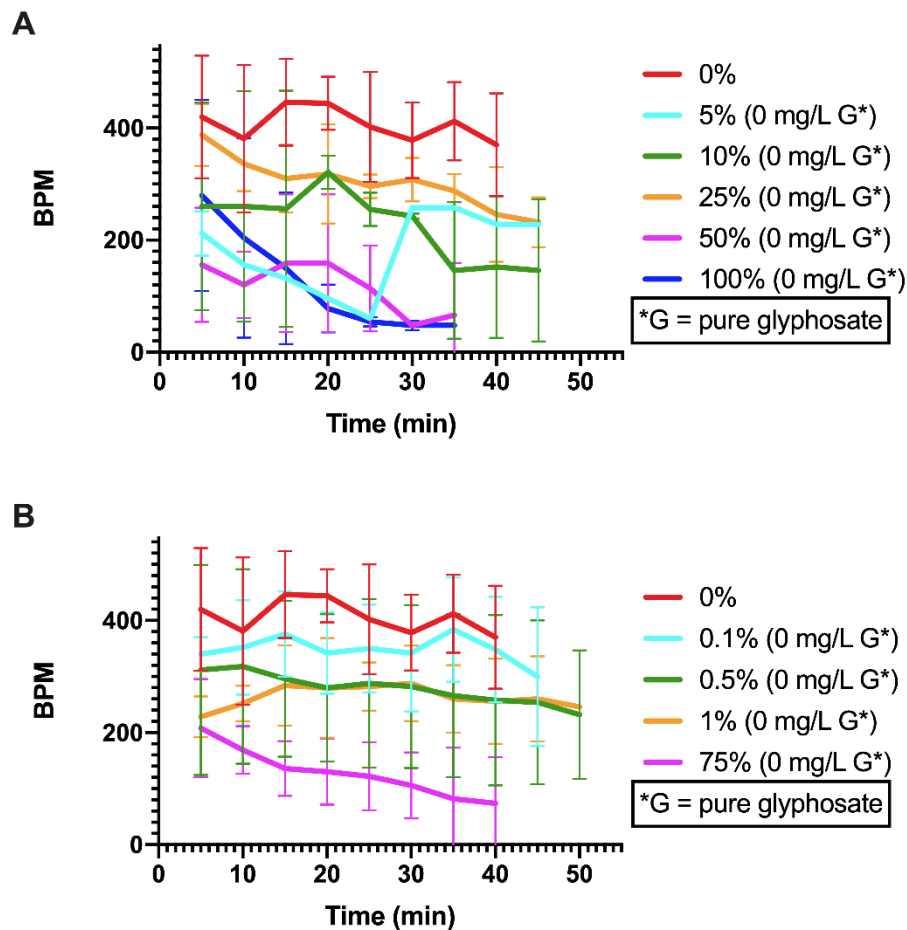 A
BPM
400
200
0
0
10
20
30
40
50
Time (min)
0%
5% (0 mg/L G*)
10% (0 mg/L G*)
25% (0 mg/L G*)
50% (0 mg/L G*)
100% (0 mg/L G*)
*G = pure glyphosate
B
BPM
400
200
0
0
10
20
30
40
50
Time (min)
0%
0.1% (0 mg/L G*)
0.5% (0 mg/L G*)
1% (0 mg/L G*)
75% (0 mg/L G*)
*G = pure glyphosate